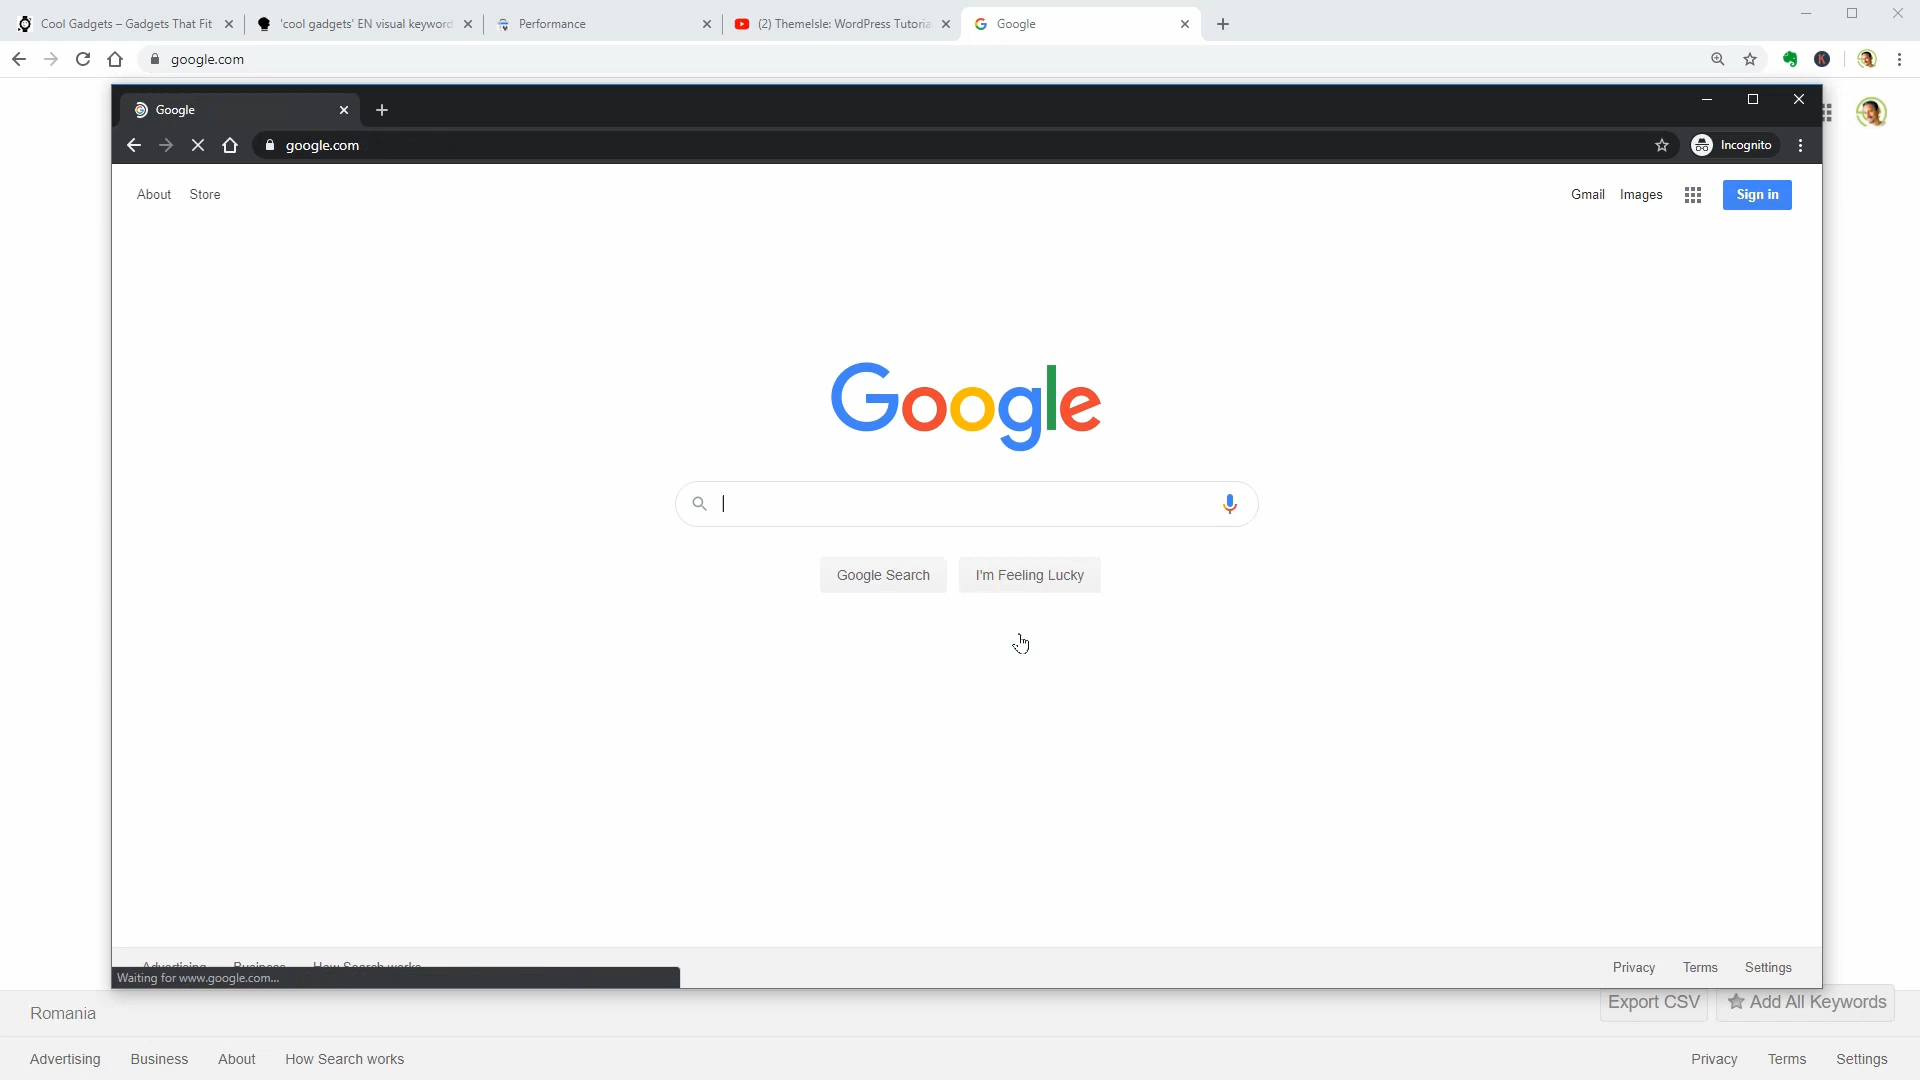 Cool Gadgets – Gadgets That Fit
'cool gadgets' EN visual keyword
Performance
(2) ThemeIsle: WordPress Tutoria
Google
google.com
Google
google.com
Incognito
About
Store
Gmail
Images
Sign in
Google
Google Search
I'm Feeling Lucky
Advertising
Business
How Search works
Privacy
Terms
Settings
Waiting for www.google.com...
Romania
Export CSV
Add All Keywords
Advertising
Business
About
How Search works
Privacy
Terms
Settings